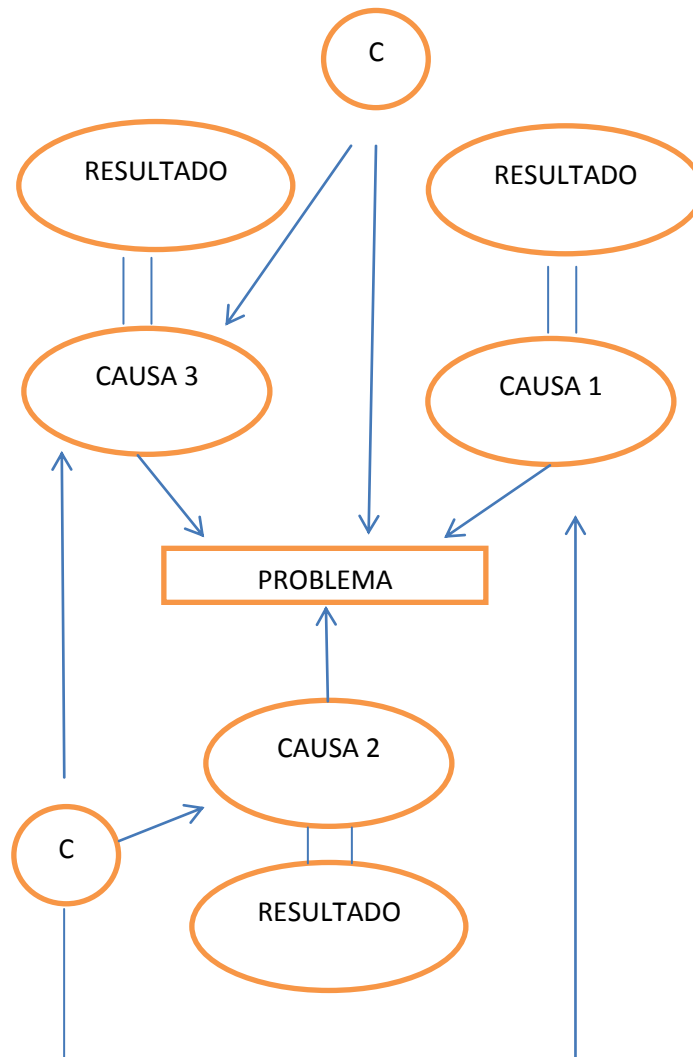 C
RESULTADO
RESULTADO
CAUSA 3
CAUSA 1
PROBLEMA
CAUSA 2
C
RESULTADO